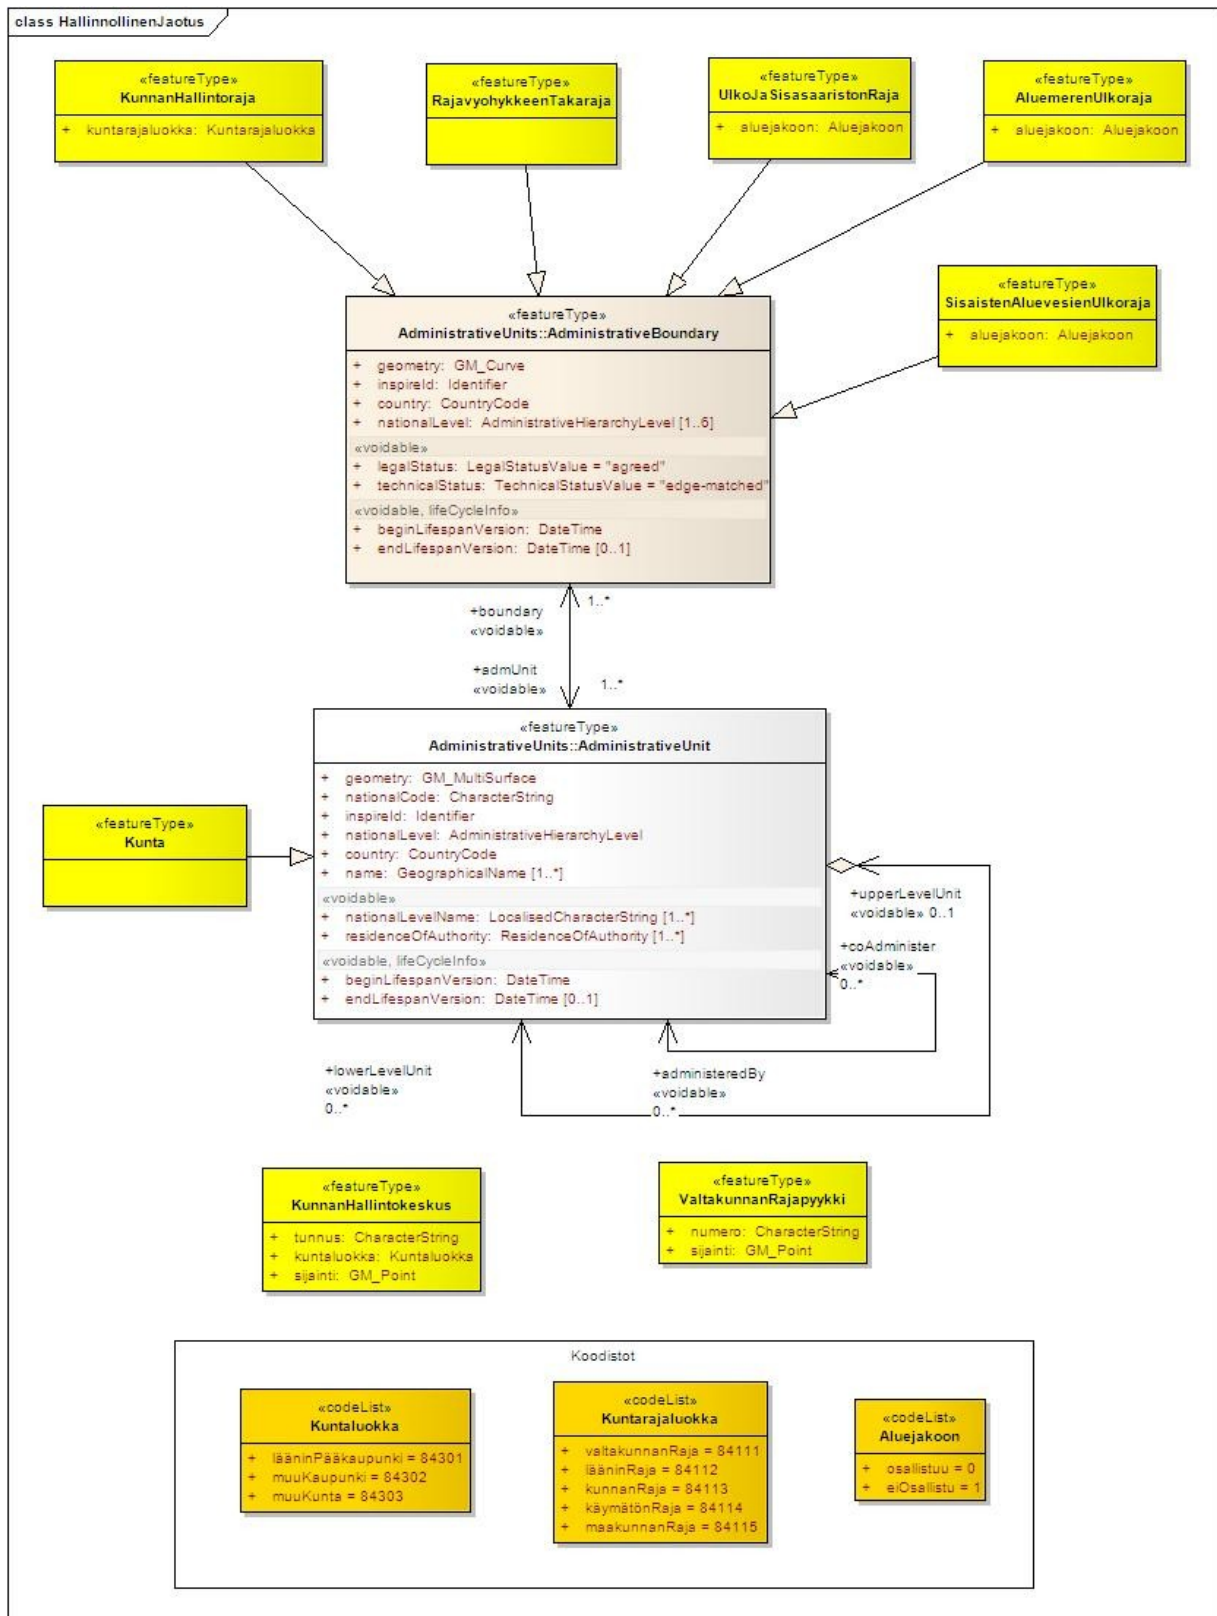 class HallinnollinenJaotus
«featureType»
KunnanHallintoraja
+ kuntarajaluokka: Kuntarajaluokka
«featureType»
RajavyohykkeenTakaraja
«featureType»
UlkoJaSisasaaristonRaja
+ aluejakoon: Aluejakoon
«featureType»
AluemerenUlkoraja
+ aluejakoon: Aluejakoon
«featureType»
SisaistenAluevesienUlkoraja
+ aluejakoon: Aluejakoon
«featureType»
AdministrativeUnits::AdministrativeBoundary
+ geometry: GM_Curve
+ inspireId: Identifier
+ country: CountryCode
+ nationalLevel: AdministrativeHierarchyLevel [1..6]
«voidable»
+ legalStatus: LegalStatusValue = "agreed"
+ technicalStatus: TechnicalStatusValue = "edge-matched"
«voidable, lifeCycleInfo»
+ beginLifespanVersion: DateTime
+ endLifespanVersion: DateTime [0..1]
+boundary
«voidable»
1..*
+admUnit
«voidable»
1..*
«featureType»
AdministrativeUnits::AdministrativeUnit
+ geometry: GM_MultiSurface
+ nationalCode: CharacterString
+ inspireId: Identifier
+ nationalLevel: AdministrativeHierarchyLevel
+ country: CountryCode
+ name: GeographicalName [1..*]
«voidable»
+ nationalLevelName: LocalisedCharacterString [1..*]
+ residenceOfAuthority: ResidenceOfAuthority [1..*]
«voidable, lifeCycleInfo»
+ beginLifespanVersion: DateTime
+ endLifespanVersion: DateTime [0..1]
«featureType»
Kunta
+upperLevelUnit
«voidable» 0..1
+coAdminister
«voidable»
0..*
+lowerLevelUnit
«voidable»
0..*
+administeredBy
«voidable»
0..*
«featureType»
KunnanHallintokeskus
+ tunnus: CharacterString
+ kuntaluokka: Kuntaluokka
+ sijainti: GM_Point
«featureType»
ValtakunnanRajapyykki
+ numero: CharacterString
+ sijainti: GM_Point
Koodistot
«codeList»
Kuntaluokka
+ lääninPääkaupunki = 84301
+ muuKaupunki = 84302
+ muuKunta = 84303
«codeList»
Kuntarajaluokka
+ valtakunnanRaja = 84111
+ lääninRaja = 84112
+ kunnanRaja = 84113
+ käymätönRaja = 84114
+ maakunnanRaja = 84115
«codeList»
Aluejakoon
+ osallistuu = 0
+ eiOsallistu = 1